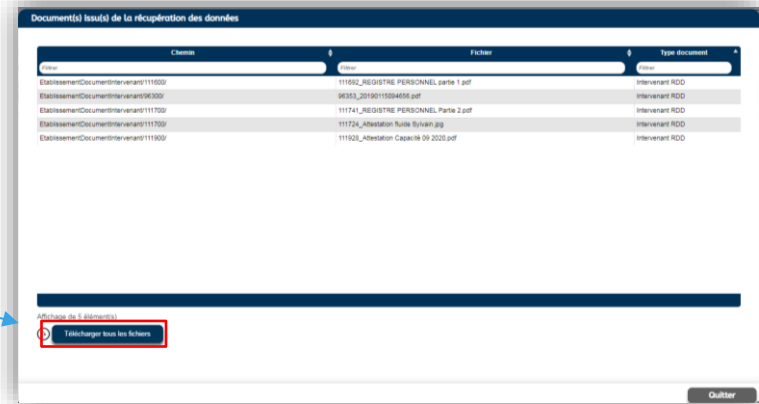 Document(s) issu(s) de la récupération des données
Chemin Fichier Type document
Filtrer Filtrer Filtrer
EtablissementDocumentIntervenant/111600/ 111692_REGISTRE PERSONNEL partie 1.pdf Intervenant RDD
EtablissementDocumentIntervenant/96300/ 96353_20190115094656.pdf Intervenant RDD
EtablissementDocumentIntervenant/111700/ 111741_REGISTRE PERSONNEL Partie 2.pdf Intervenant RDD
EtablissementDocumentIntervenant/111700/ 111724_Attestation fluide Sylvain.jpg Intervenant RDD
EtablissementDocumentIntervenant/111900/ 111928_Attestation Capacité 09 2020.pdf Intervenant RDD
Affichage de 5 élément(s)
Télécharger tous les fichiers
Quitter